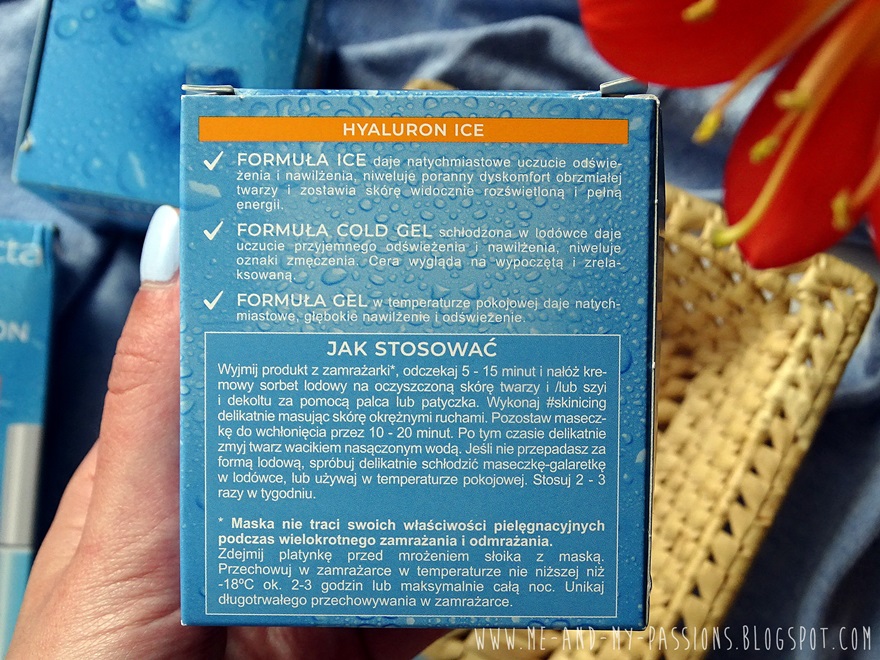 HYALURON ICE
FORMUŁA ICE daje natychmiastowe uczucie odświe-
żenia i nawilżenia, niweluje poranny dyskomfort obrzmiałej
twarzy i zostawia skórę widocznie rozświetloną i pełną
energii.
FORMUŁA COLD GEL schłodzona w lodówce daje
uczucie przyjemnego odświeżenia i nawilżenia, niweluje
oznaki zmęczenia. Cera wygląda na wypoczętą i zrela-
ksowaną.
FORMUŁA GEL w temperaturze pokojowej daje natych-
miastowe, głębokie nawilżenie i odświeżenie.
JAK STOSOWAĆ
Wyjmij produkt z zamrażarki*, odczekaj 5 - 15 minut i nałóż kre-
mowy sorbet lodowy na oczyszczoną skórę twarzy i /lub szyi
i dekoltu za pomocą palca lub patyczka. Wykonaj #skinicing
delikatnie masując skórę okrężnymi ruchami. Pozostaw masecz-
kę do wchłonięcia przez 10 - 20 minut. Po tym czasie delikatnie
zmyj twarz wacikiem nasączonym wodą. Jeśli nie przepadasz za
formą lodową, spróbuj delikatnie schłodzić maseczkę-galaretkę
w lodówce, lub używaj w temperaturze pokojowej. Stosuj 2 - 3
razy w tygodniu.
* Maska nie traci swoich właściwości pielęgnacyjnych
podczas wielokrotnego zamrażania i odmrażania.
Zdejmij platynkę przed mrożeniem słoika z maską.
Przechowuj w zamrażarce w temperaturze nie niższej niż
-18ºC ok. 2-3 godzin lub maksymalnie całą noc. Unikaj
długotrwałego przechowywania w zamrażarce.
cta
ON
WWW.ME-AND-MY-PASSIONS.BLOGSPOT.COM